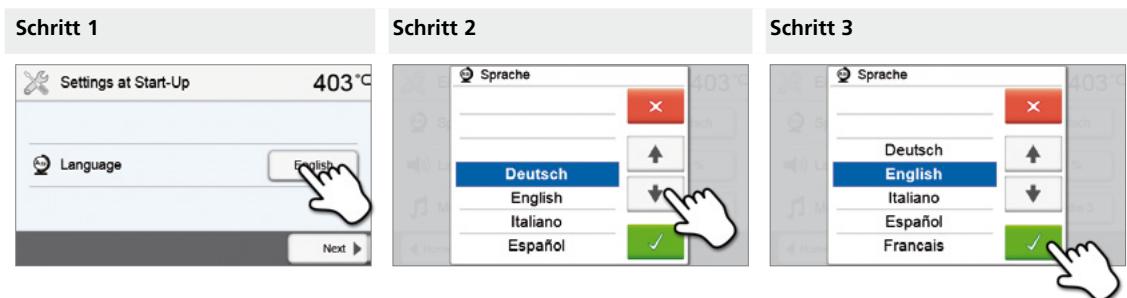 Schritt 1
Settings at Start-Up 403°C
Language English
Next
Schritt 2
Sprache
403°C
Deutsch
English
Italiano
Español
Schritt 3
Sprache
403°C
Deutsch
English
Italiano
Español
Francais